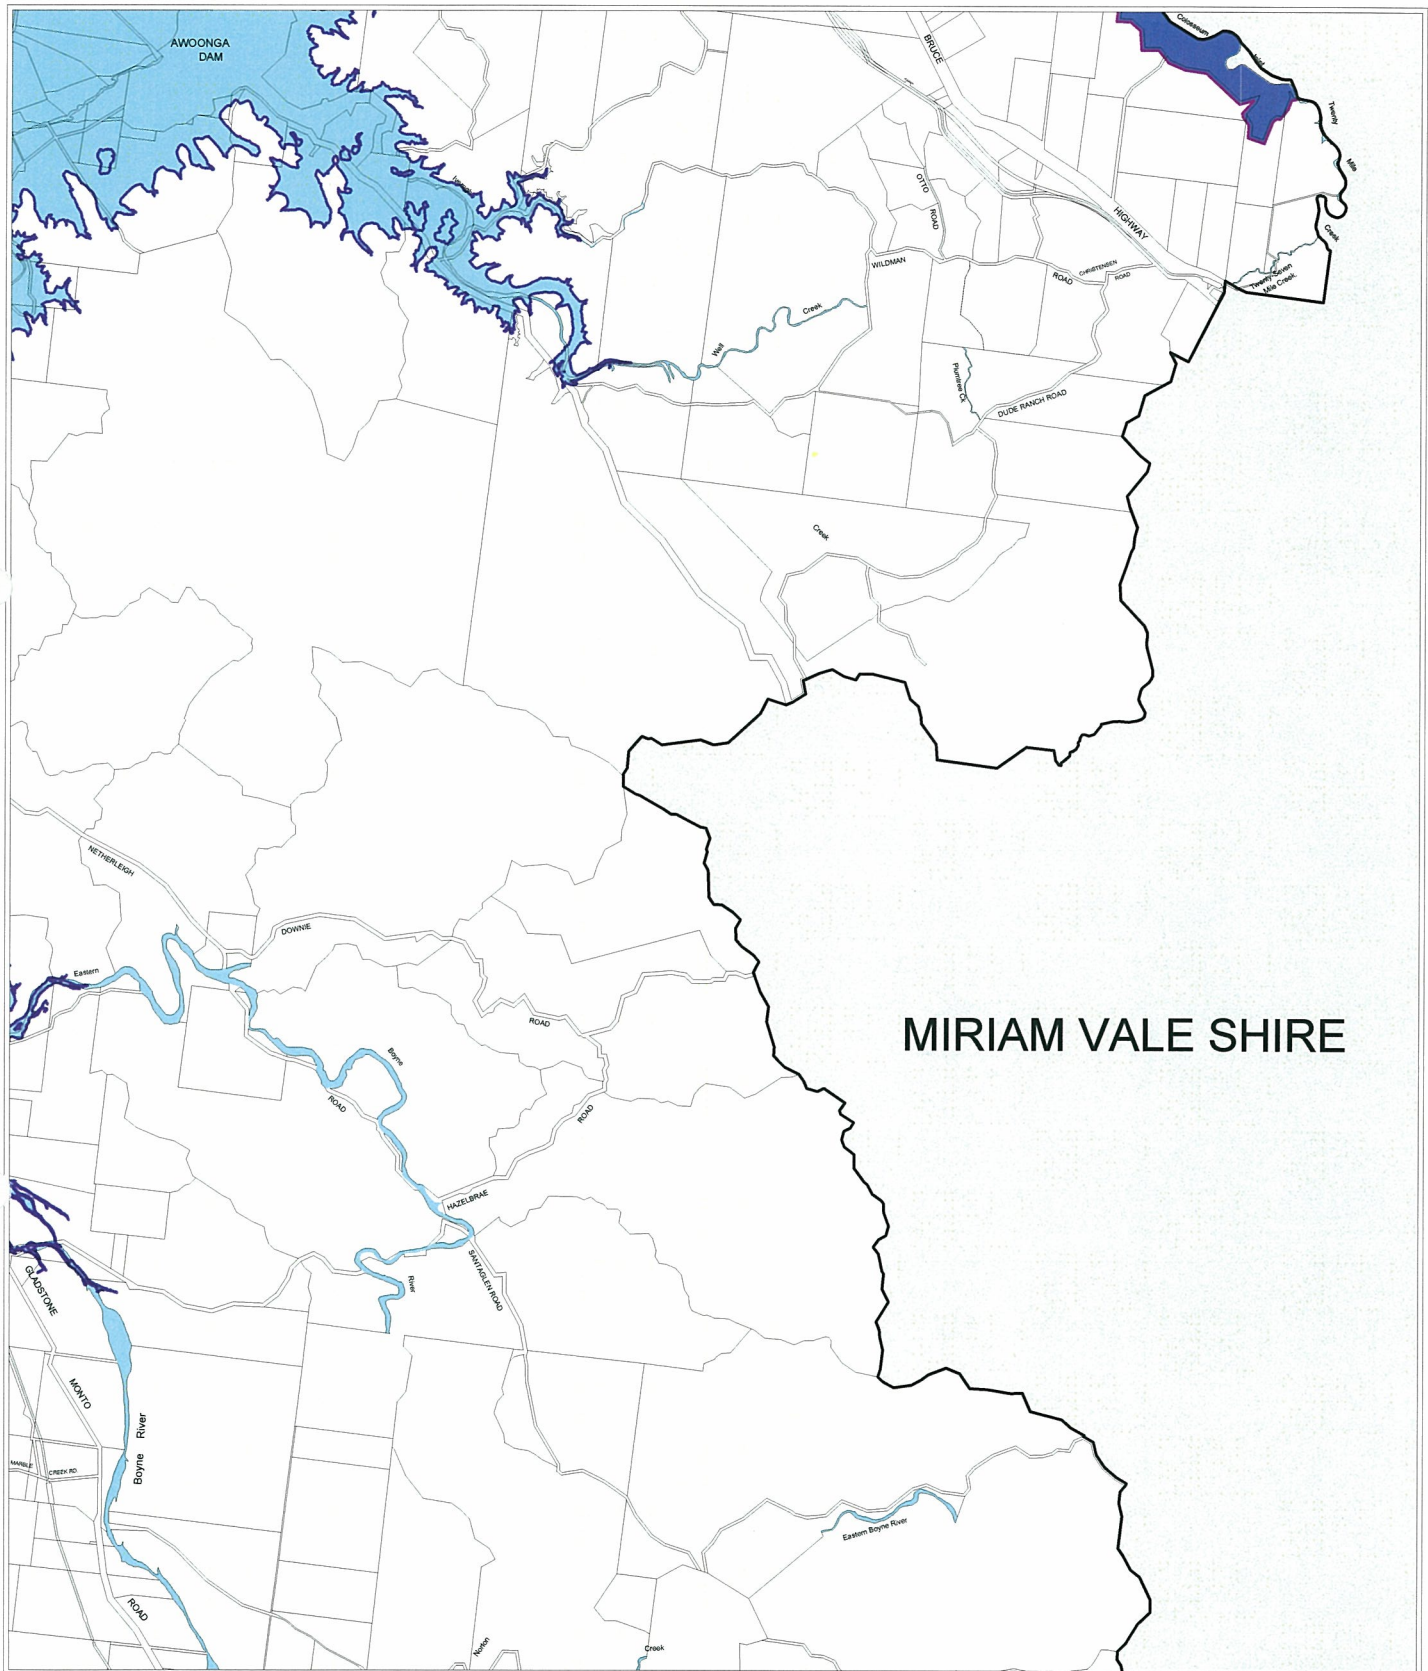 AWOONGA
DAM
BRUCE
Colosseum
Inlet
Twenty
Mile
Creek
HIGHWAY
OTTO
ROAD
WILDMAN
ROAD
CHRISTENSEN
ROAD
Twenty Seven
Mile Creek
Creek
Well
Plumtree Ck
DUDE RANCH ROAD
Creek
NETHERLEIGH
DOWNIE
Eastern
ROAD
MIRIAM VALE SHIRE
Boyne
ROAD
ROAD
HAZELBRAE
SANTAGLEN ROAD
River
GLADSTONE
MONTO
Boyne River
MARBLE
CREEK RD
Eastern Boyne River
ROAD
Norton
Creek